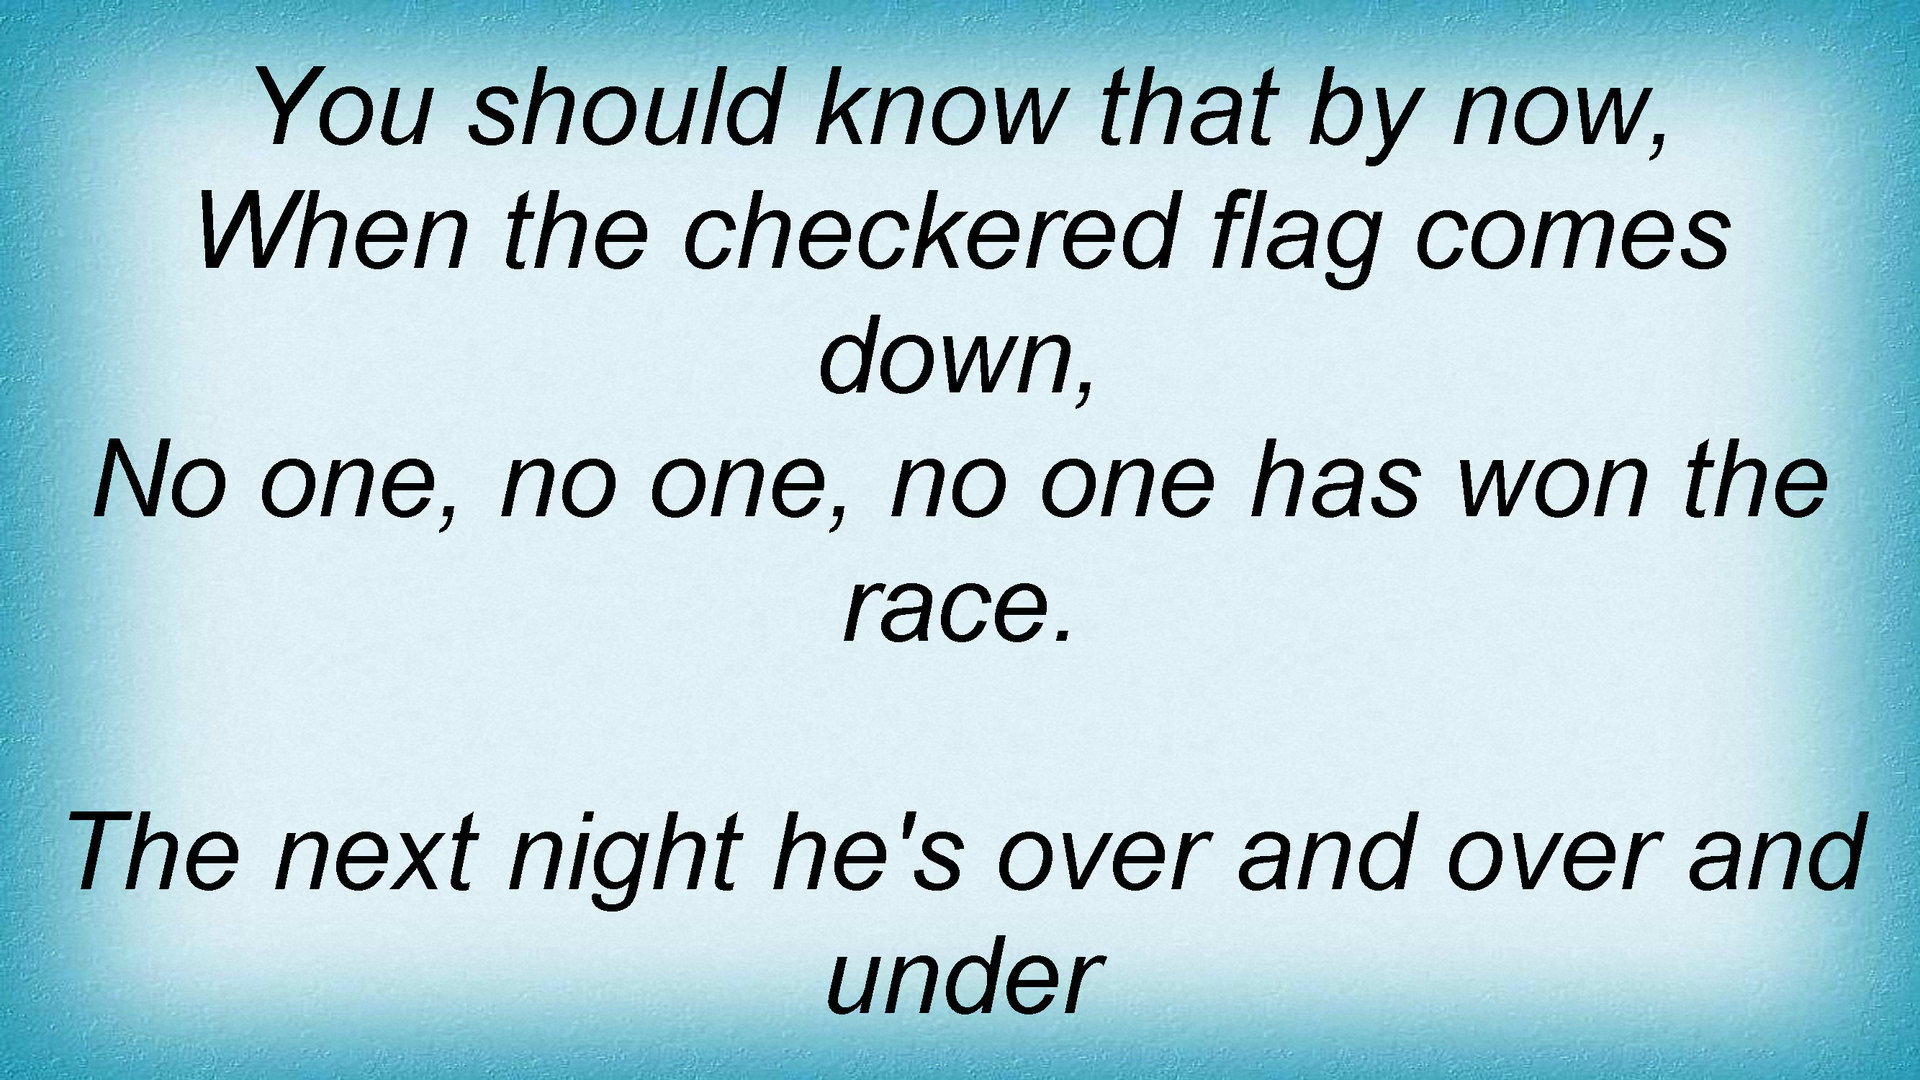 You should know that by now,
When the checkered flag comes
down,
No one, no one, no one has won the
race.
The next night he's over and over and
under